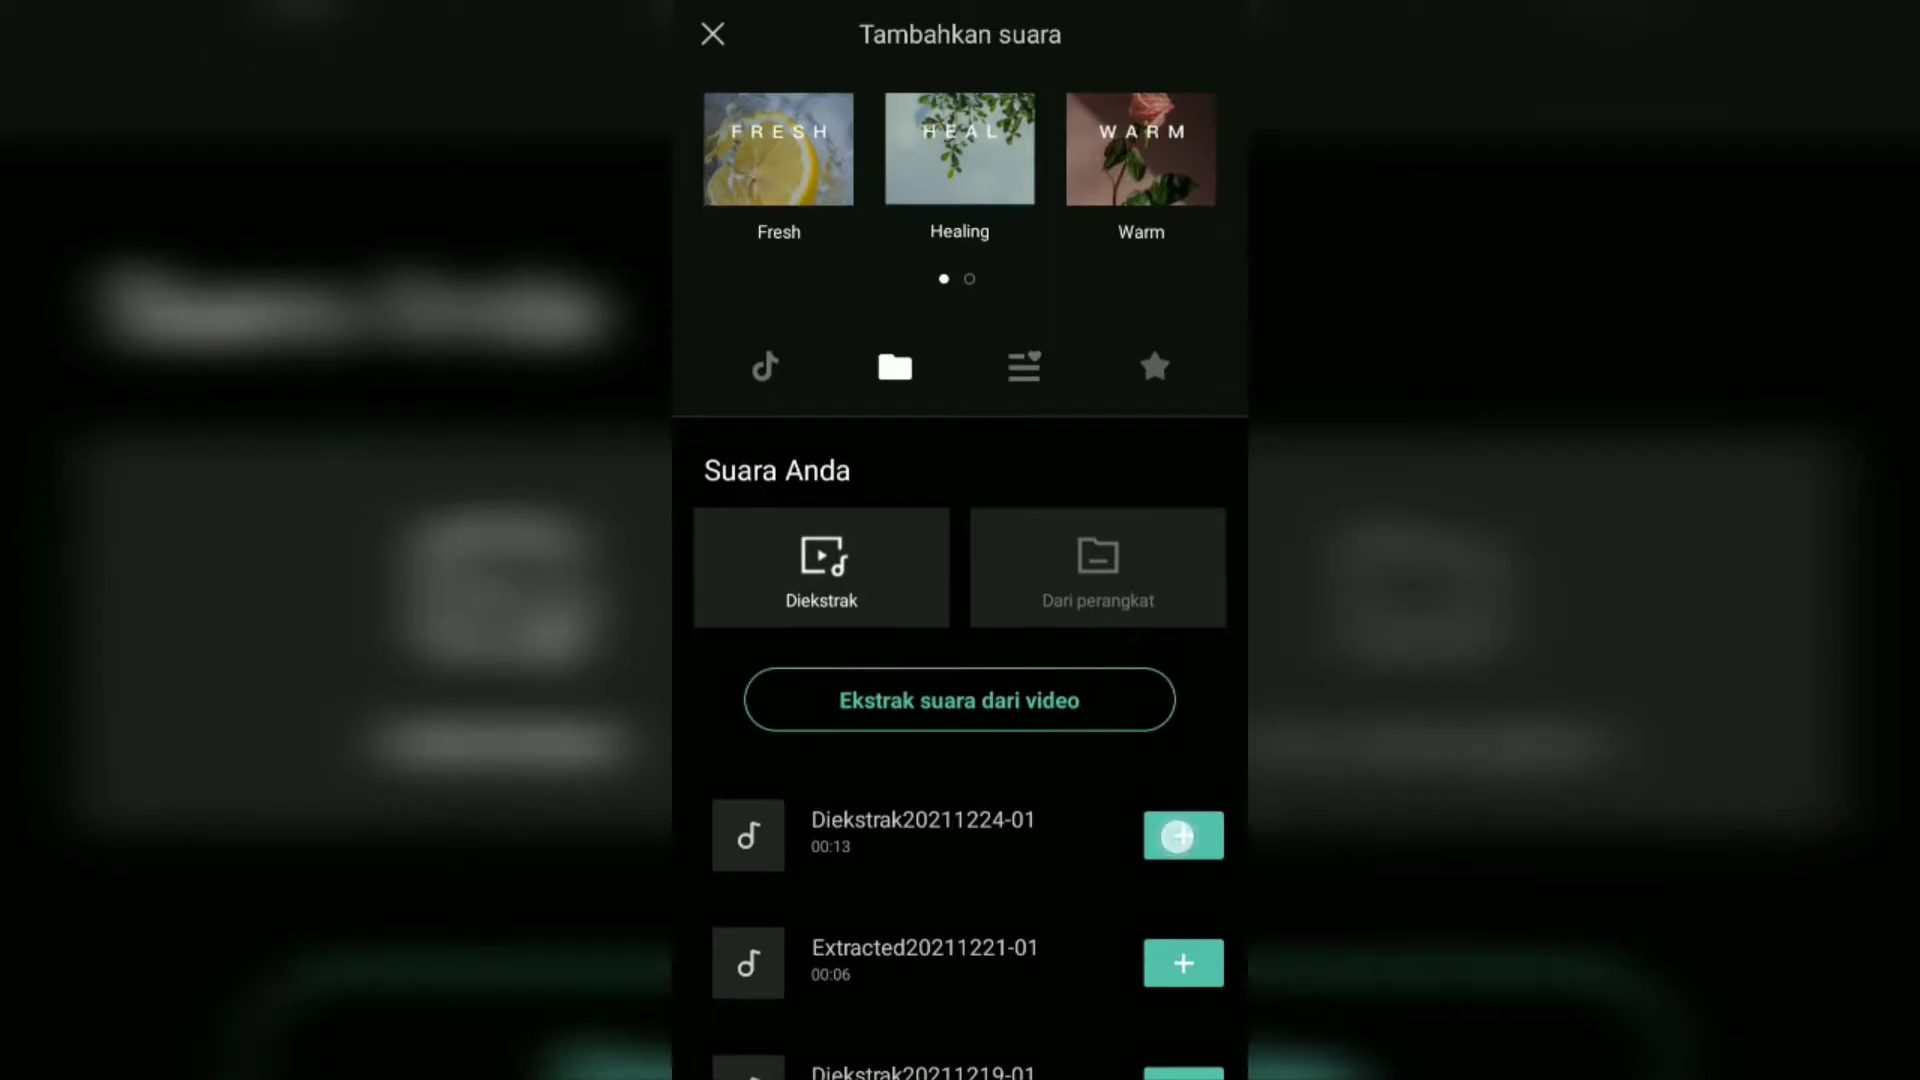 Tambahkan suara
FRESH
HEAL
WARM
Fresh
Healing
Warm
Suara Anda
Diekstrak
Dari perangkat
Ekstrak suara dari video
Diekstrak20211224-01
00:13
Extracted20211221-01
00:06
Diekstrak20211219-01